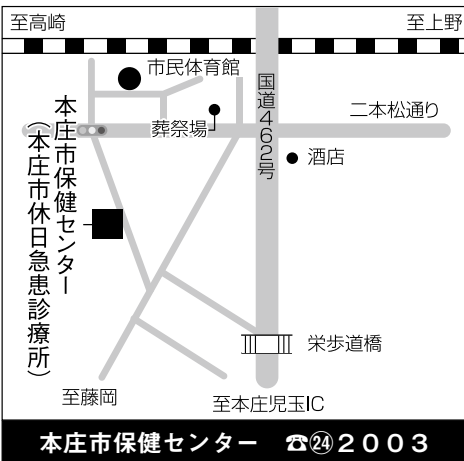 至高崎
至上野
市民体育館
国道462号
二本松通り
葬祭場
酒店
本庄市保健センター
（本庄市休日急患診療所）
栄歩道橋
至藤岡
至本庄児玉IC
本庄市保健センター ☎㉔2003